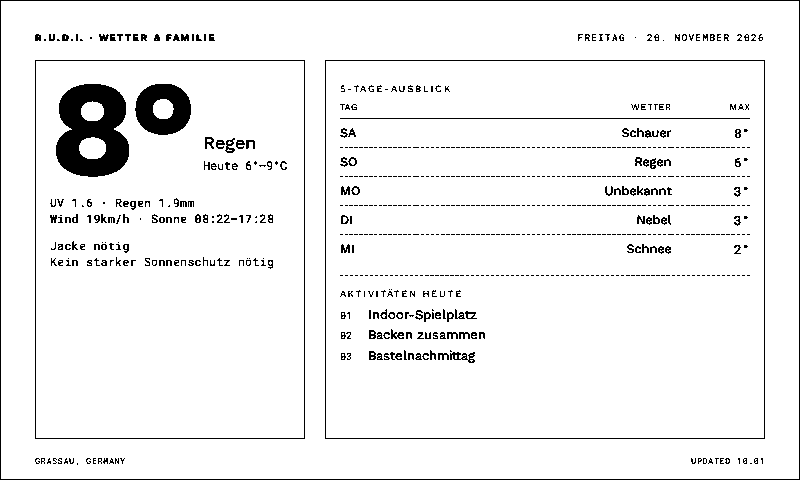 R.U.D.I. · WETTER & FAMILIE
FREITAG · 20. NOVEMBER 2026
8°
Regen
Heute 6°–9°C
UV 1.6 · Regen 1.9mm
Wind 19km/h · Sonne 08:22–17:28
Jacke nötig
Kein starker Sonnenschutz nötig
5-TAGE-AUSBLICK
TAG WETTER MAX
SA Schauer 8°
SO Regen 6°
MO Unbekannt 3°
DI Nebel 3°
MI Schnee 2°
AKTIVITÄTEN HEUTE
01 Indoor-Spielplatz
02 Backen zusammen
03 Bastelnachmittag
GRASSAU, GERMANY
UPDATED 10.01